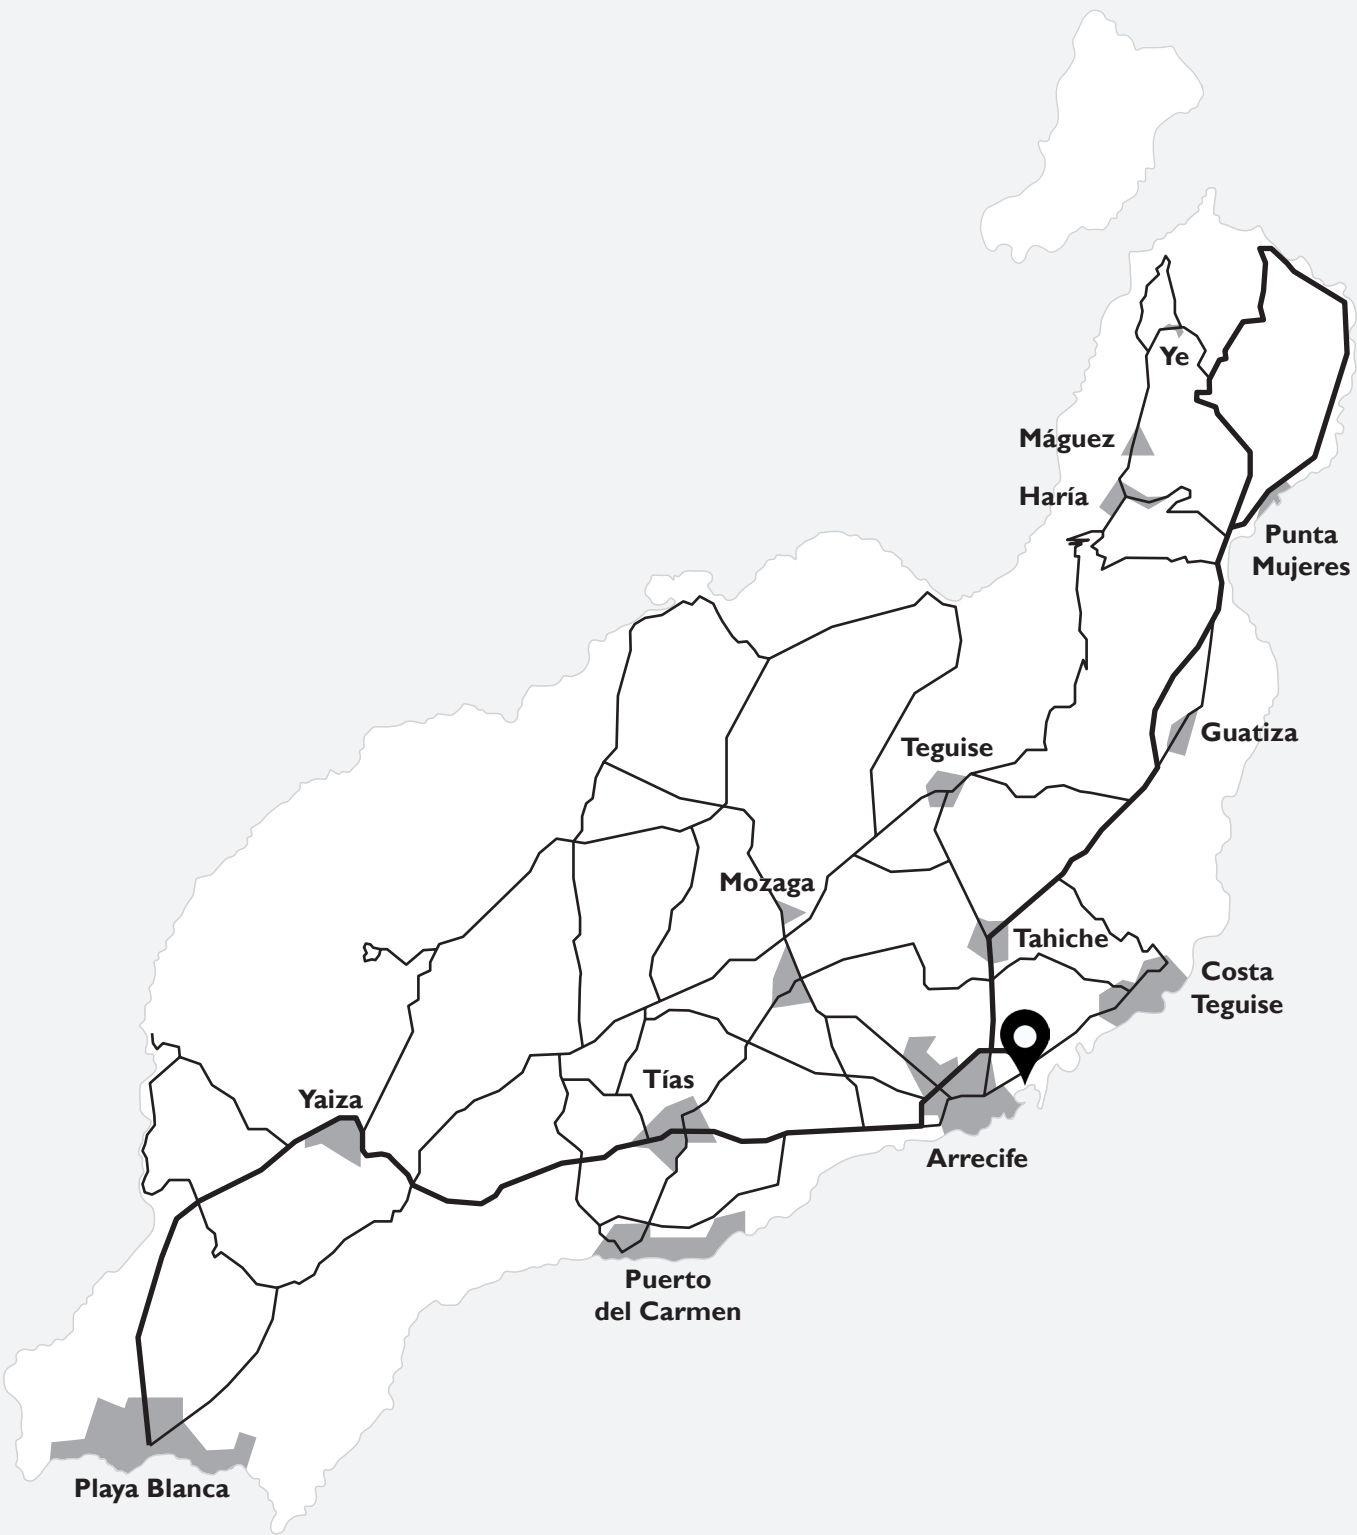 Ye
Máguez
Haría
Punta
Mujeres
Guatiza
Teguise
Mozaga
Tahiche
Costa
Teguise
Tías
Yaiza
Arrecife
Puerto
del Carmen
Playa Blanca